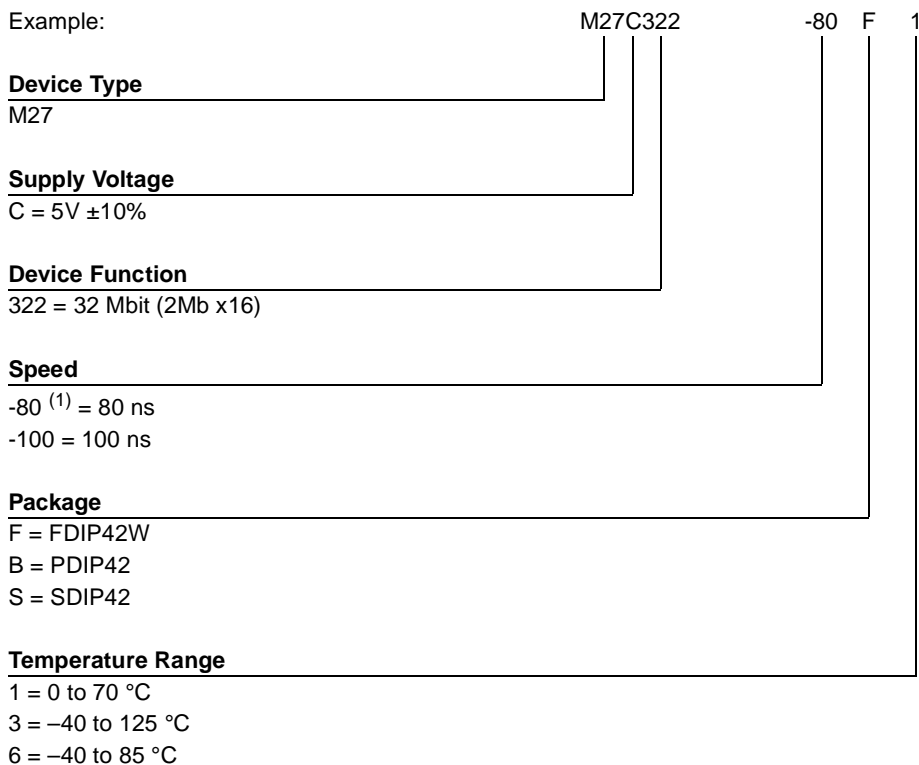 Example: M27C322 -80 F 1
Device Type
M27
Supply Voltage
C = 5V ±10%
Device Function
322 = 32 Mbit (2Mb x16)
Speed
-80 (1) = 80 ns
-100 = 100 ns
Package
F = FDIP42W
B = PDIP42
S = SDIP42
Temperature Range
1 = 0 to 70 °C
3 = –40 to 125 °C
6 = –40 to 85 °C